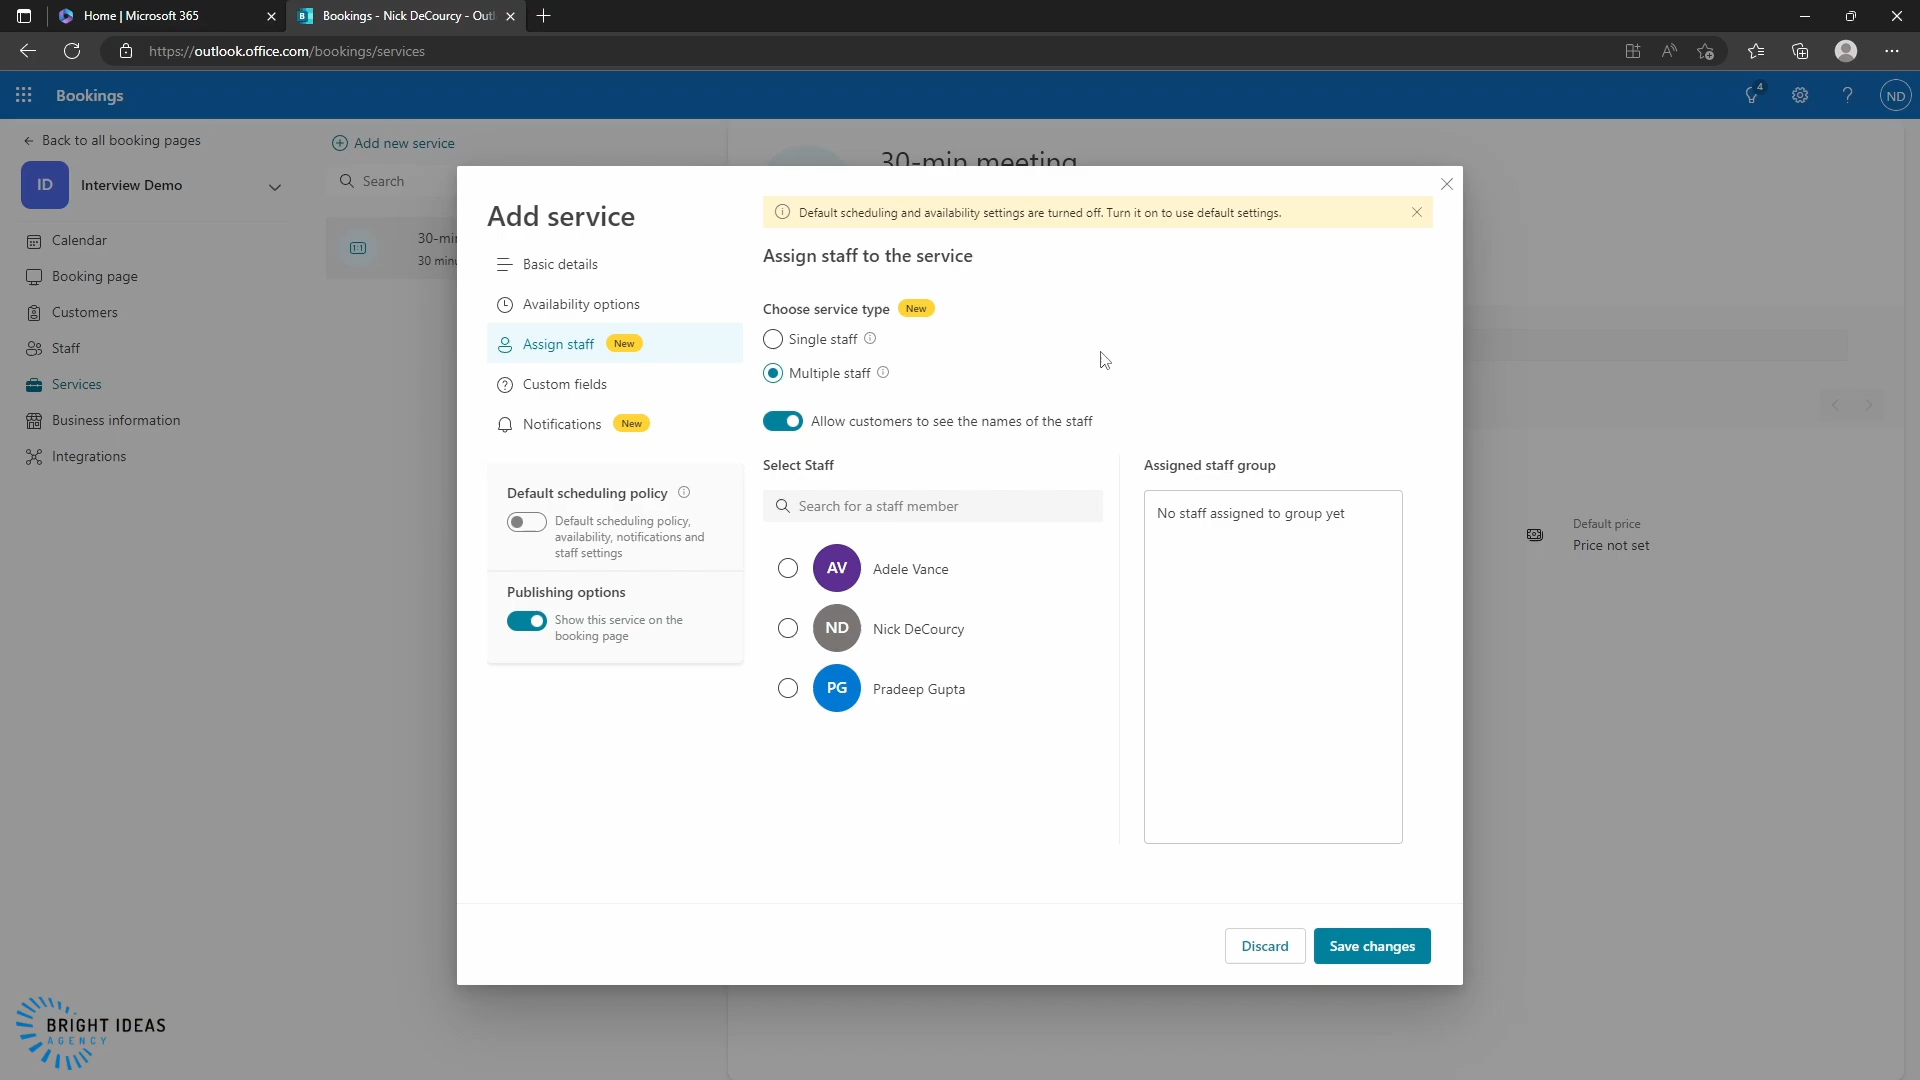 Home | Microsoft 365
Bookings - Nick DeCourcy - Outl
https://outlook.office.com/bookings/services
Bookings
4
ND
Back to all booking pages
ID
Interview Demo
Calendar
Booking page
Customers
Staff
Services
Business information
Integrations
Add new service
Search
1:1
30-min
30 minu
30-min meeting
Default price
Price not set
Add service
Basic details
Availability options
Assign staff New
Custom fields
Notifications New
Default scheduling policy
Default scheduling policy,
availability, notifications and
staff settings
Publishing options
Show this service on the
booking page
Default scheduling and availability settings are turned off. Turn it on to use default settings.
Assign staff to the service
Choose service type New
Single staff
Multiple staff
Allow customers to see the names of the staff
Select Staff
Search for a staff member
AV Adele Vance
ND Nick DeCourcy
PG Pradeep Gupta
Assigned staff group
No staff assigned to group yet
Discard
Save changes
BRIGHT IDEAS
AGENCY